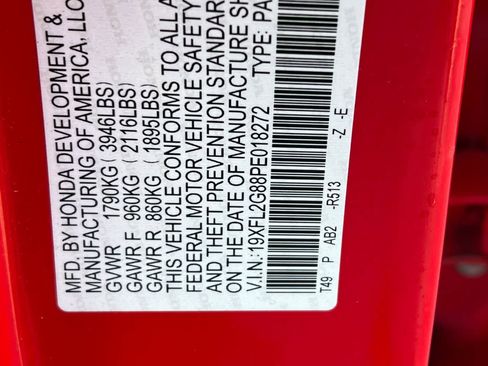 MFD. BY HONDA DEVELOPMENT &
MANUFACTURING OF AMERICA, LLC
GVWR 1790KG ( 3946LBS)
GAWR F 960KG ( 2116LBS)
GAWR R 860KG ( 1895LBS)
THIS VEHICLE CONFORMS TO ALL A
FEDERAL MOTOR VEHICLE SAFETY
AND THEFT PREVENTION STANDAR
ON THE DATE OF MANUFACTURE SH
V.I.N.: 19XFL2G88PE018272 TYPE: PA
T49 P AB2 -R513 -Z -E